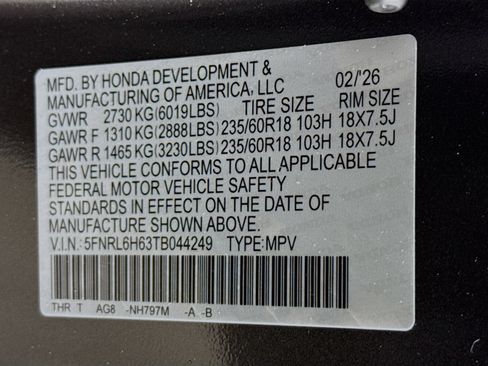 MFD. BY HONDA DEVELOPMENT &
MANUFACTURING OF AMERICA, LLC 02/'26
GVWR 2730 KG(6019LBS) TIRE SIZE RIM SIZE
GAWR F 1310 KG(2888LBS) 235/60R18 103H 18X7.5J
GAWR R 1465 KG(3230LBS) 235/60R18 103H 18X7.5J
THIS VEHICLE CONFORMS TO ALL APPLICABLE
FEDERAL MOTOR VEHICLE SAFETY
STANDARDS IN EFFECT ON THE DATE OF
MANUFACTURE SHOWN ABOVE.
V.I.N: 5FNRL6H63TB044249 TYPE: MPV
THR T AG8 -NH797M -A -B